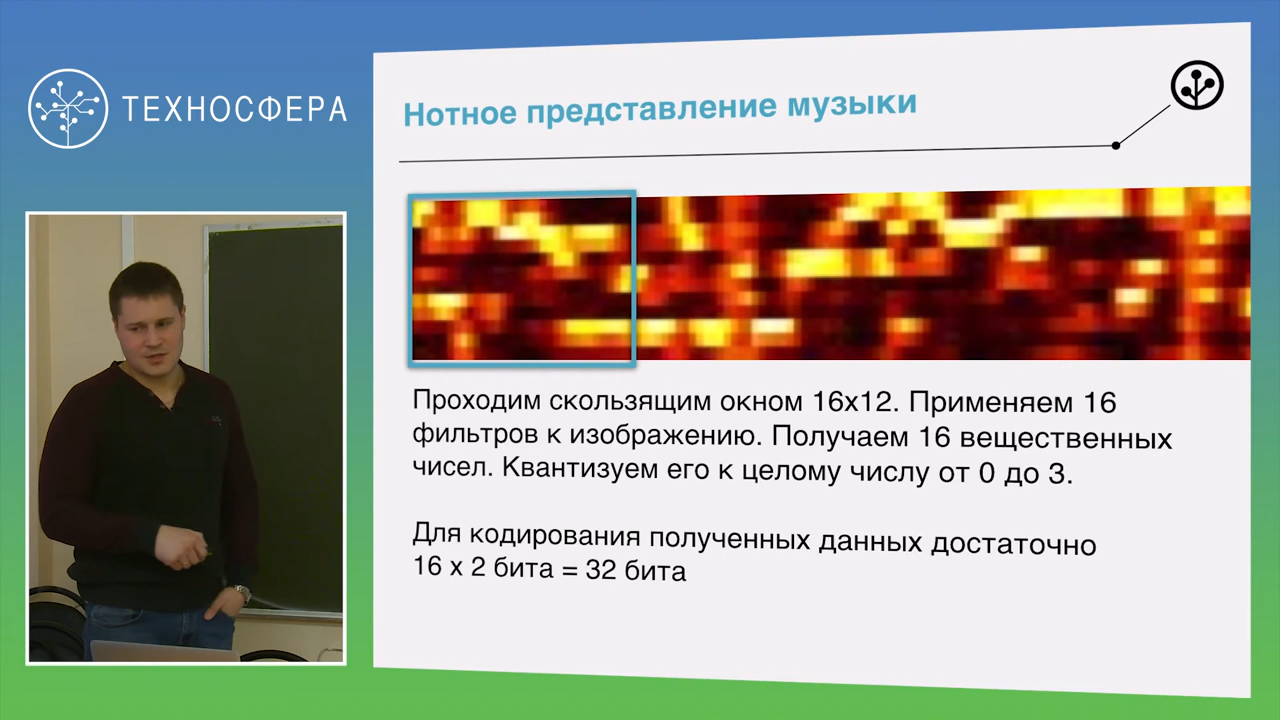 ТЕХНОСФЕРА
Нотное представление музыки
Проходим скользящим окном 16x12. Применяем 16
фильтров к изображению. Получаем 16 вещественных
чисел. Квантизуем его к целому числу от 0 до 3.
Для кодирования полученных данных достаточно
16 x 2 бита = 32 бита